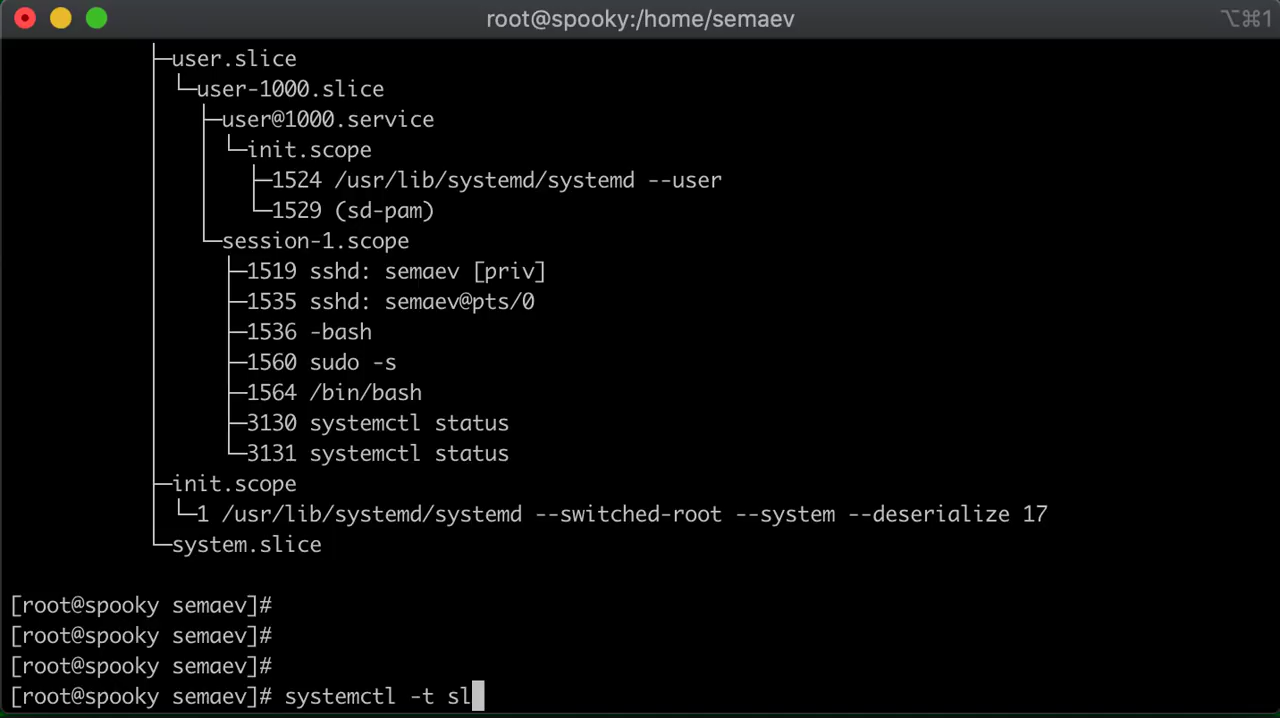 root@spooky:/home/semaev ⌥⌘1
├─user.slice
│ └─user-1000.slice
│   ├─user@1000.service
│   │ └─init.scope
│   │   ├─1524 /usr/lib/systemd/systemd --user
│   │   └─1529 (sd-pam)
│   └─session-1.scope
│     ├─1519 sshd: semaev [priv]
│     ├─1535 sshd: semaev@pts/0
│     ├─1536 -bash
│     ├─1560 sudo -s
│     ├─1564 /bin/bash
│     ├─3130 systemctl status
│     └─3131 systemctl status
├─init.scope
│ └─1 /usr/lib/systemd/systemd --switched-root --system --deserialize 17
└─system.slice
[root@spooky semaev]#
[root@spooky semaev]#
[root@spooky semaev]#
[root@spooky semaev]# systemctl -t sl